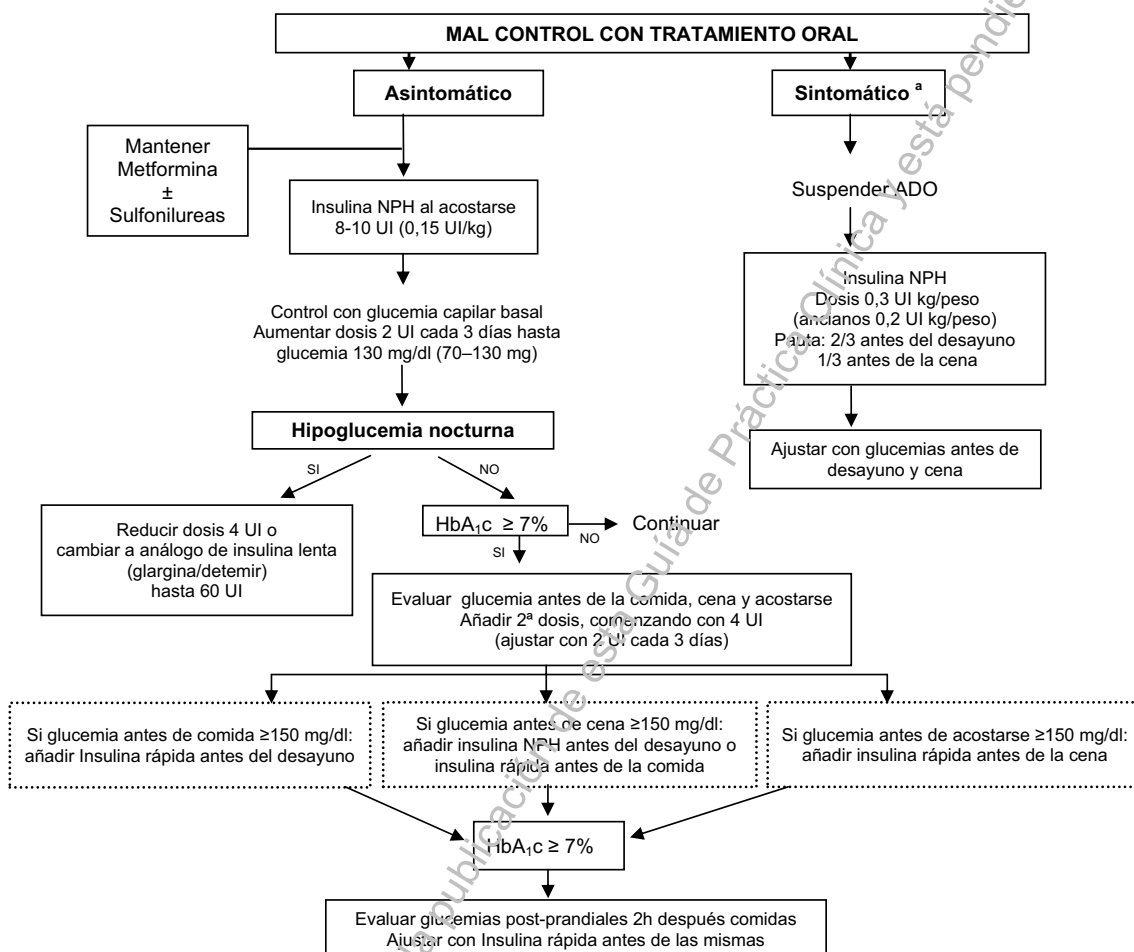 MAL CONTROL CON TRATAMIENTO ORAL
Asintomático
Sintomático a
Mantener
Metformina
±
Sulfonilureas
Insulina NPH al acostarse
8-10 UI (0,15 UI/kg)
Suspender ADO
Insulina NPH
Dosis 0,3 UI kg/peso
(ancianos 0,2 UI kg/peso)
Pauta: 2/3 antes del desayuno
1/3 antes de la cena
Control con glucemia capilar basal
Aumentar dosis 2 UI cada 3 días hasta
glucemia 130 mg/dl (70–130 mg)
Hipoglucemia nocturna
Ajustar con glucemias antes de
desayuno y cena
SI
NO
Reducir dosis 4 UI o
cambiar a análogo de insulina lenta
(glargina/detemir)
hasta 60 UI
HbA1c ≥ 7%
NO
Continuar
SI
Evaluar glucemia antes de la comida, cena y acostarse
Añadir 2ª dosis, comenzando con 4 UI
(ajustar con 2 UI cada 3 días)
Si glucemia antes de comida ≥150 mg/dl:
añadir Insulina rápida antes del desayuno
Si glucemia antes de cena ≥150 mg/dl:
añadir insulina NPH antes del desayuno o
insulina rápida antes de la comida
Si glucemia antes de acostarse ≥150 mg/dl:
añadir insulina rápida antes de la cena
HbA1c ≥ 7%
Evaluar glucemias post-prandiales 2h después comidas
Ajustar con Insulina rápida antes de las mismas
la publicación de esta Guía de Práctica Clínica y está